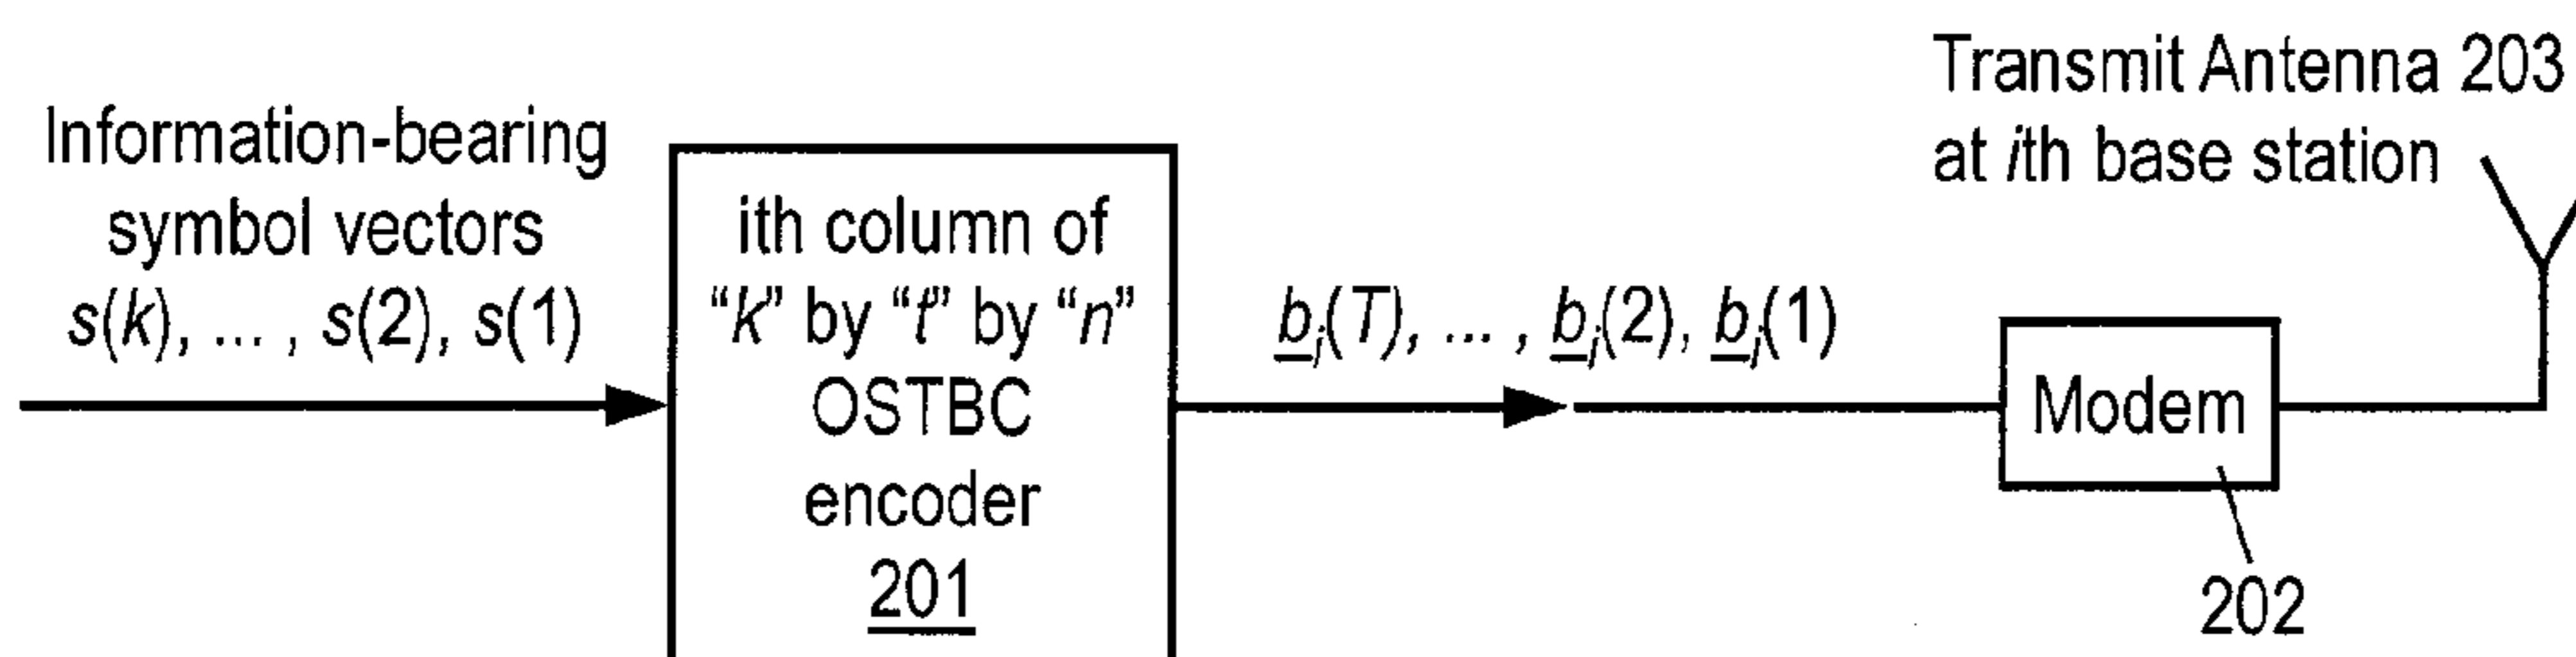 Information-bearing
symbol vectors
s(k), ... , s(2), s(1)
ith column of
“k” by “t” by “n”
OSTBC
encoder
201
b_i(T), ... , b_i(2), b_i(1)
Transmit Antenna 203
at ith base station
Modem
202